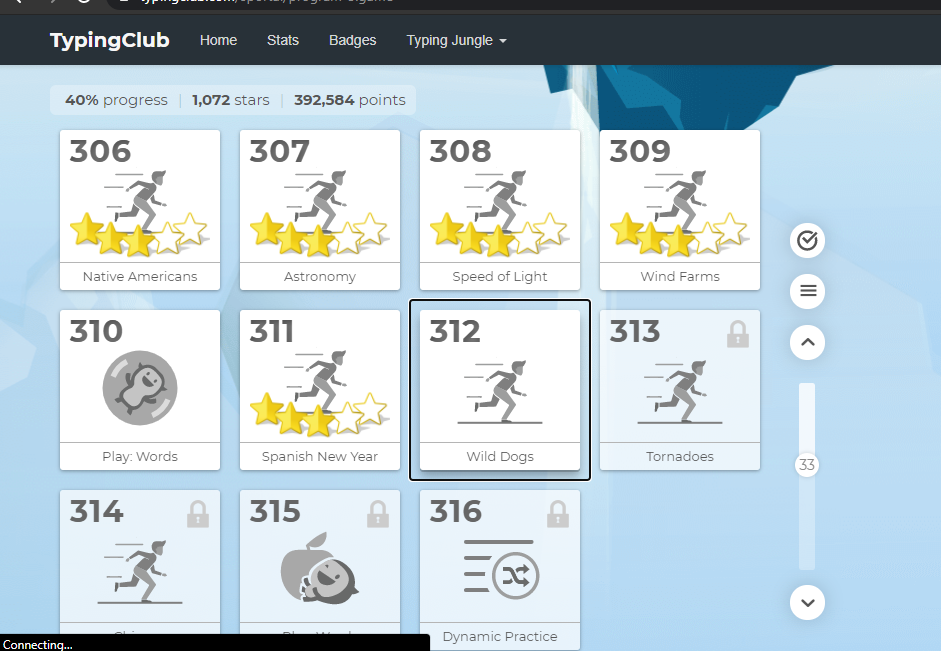 TypingClub Home Stats Badges Typing Jungle
40% progress 1,072 stars 392,584 points
306 307 308 309
Native Americans Astronomy Speed of Light Wind Farms
310 311 312 313
Play: Words Spanish New Year Wild Dogs Tornadoes
33
314 315 316
Dynamic Practice
Connecting...